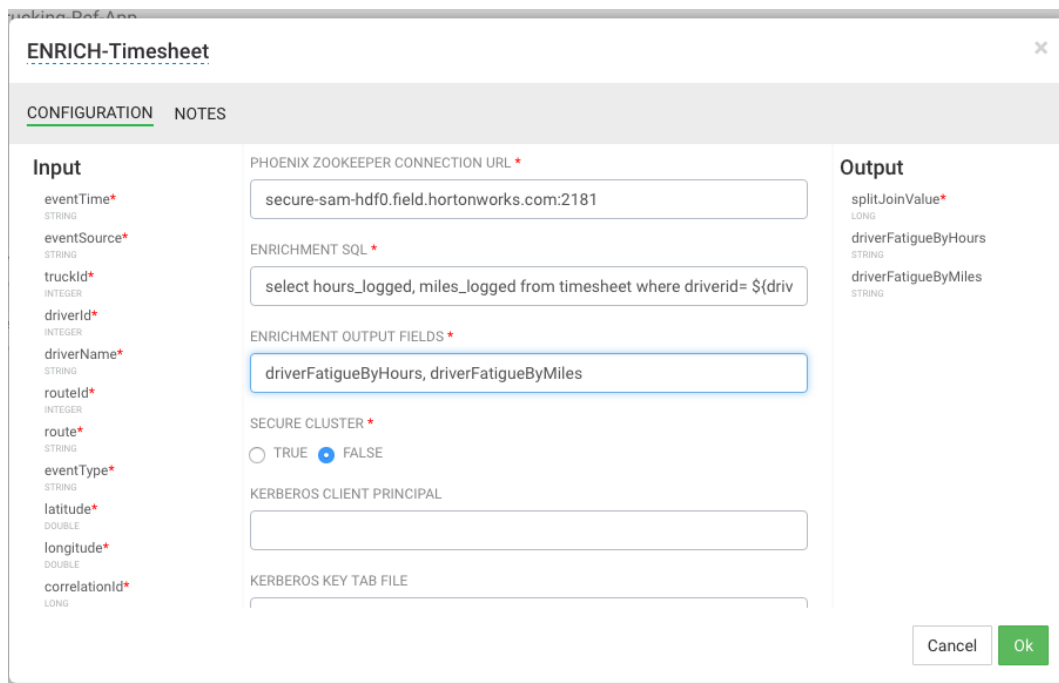 rucking-Ref-App
ENRICH-Timesheet
×
CONFIGURATION NOTES
Input
eventTime*
STRING
eventSource*
STRING
truckId*
INTEGER
driverId*
INTEGER
driverName*
STRING
routeId*
INTEGER
route*
STRING
eventType*
STRING
latitude*
DOUBLE
longitude*
DOUBLE
correlationId*
LONG
PHOENIX ZOOKEEPER CONNECTION URL *
secure-sam-hdf0.field.hortonworks.com:2181
ENRICHMENT SQL *
select hours_logged, miles_logged from timesheet where driverid= ${driv
ENRICHMENT OUTPUT FIELDS *
driverFatigueByHours, driverFatigueByMiles
SECURE CLUSTER *
TRUE FALSE
KERBEROS CLIENT PRINCIPAL
KERBEROS KEY TAB FILE
Output
splitJoinValue*
LONG
driverFatigueByHours
STRING
driverFatigueByMiles
STRING
Cancel Ok